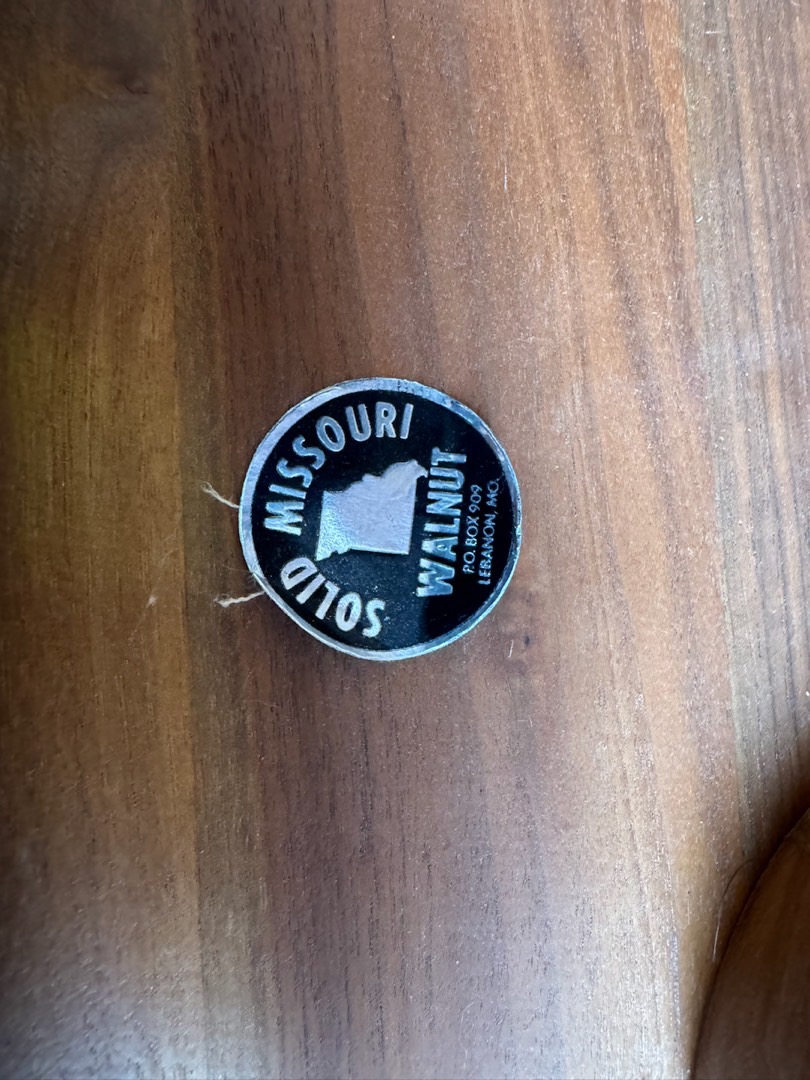 SOLID MISSOURI
WALNUT
P.O. BOX 909
LEBANON, MO.